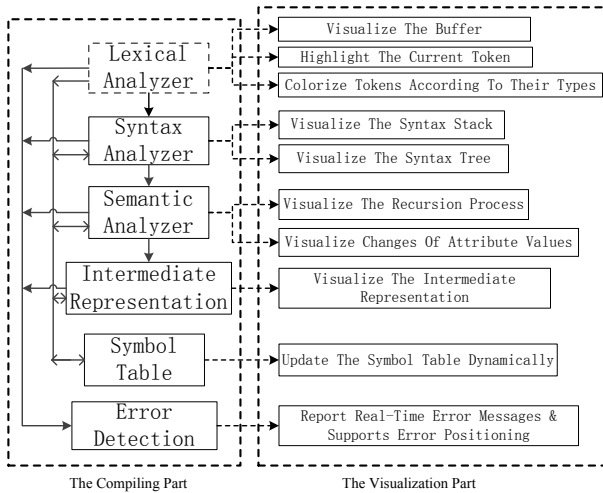 Lexical
Analyzer
Visualize The Buffer
Highlight The Current Token
Colorize Tokens According To Their Types
Syntax
Analyzer
Visualize The Syntax Stack
Visualize The Syntax Tree
Semantic
Analyzer
Visualize The Recursion Process
Visualize Changes Of Attribute Values
Intermediate
Representation
Visualize The Intermediate
Representation
Symbol
Table
Update The Symbol Table Dynamically
Error
Detection
Report Real-Time Error Messages &
Supports Error Positioning
The Compiling Part
The Visualization Part